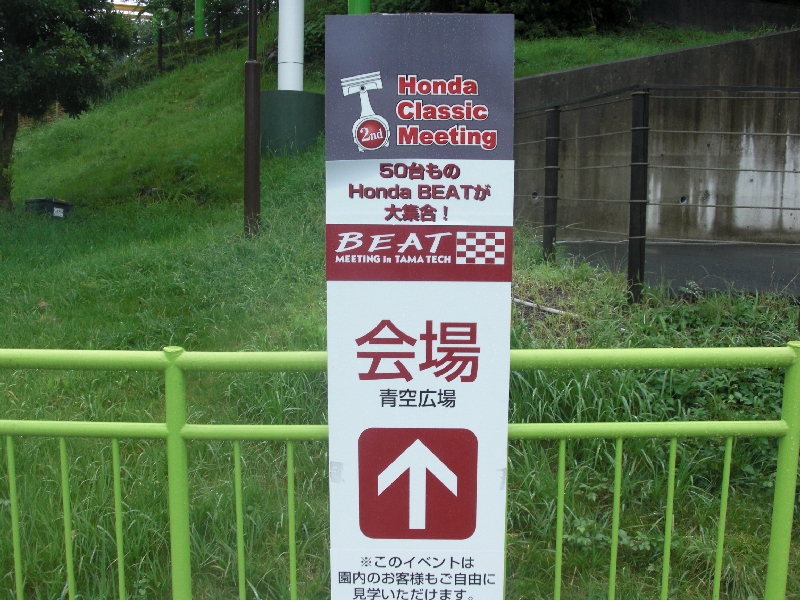 Honda
Classic
Meeting
2nd
50台もの
Honda BEATが
大集合！
BEAT
MEETING in TAMA TECH
会場
青空広場
※このイベントは
園内のお客様もご自由に
見学いただけます。